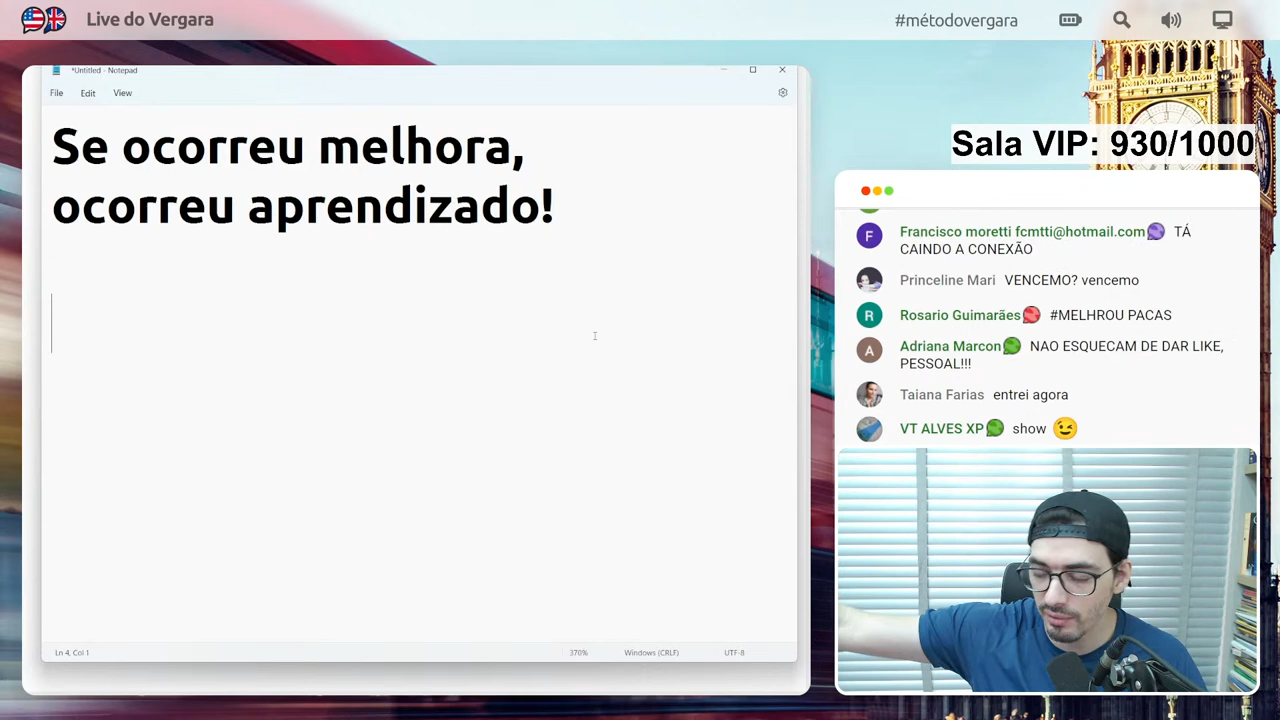 Live do Vergara
#métodovergara
*Untitled - Notepad
File Edit View
Se ocorreu melhora,
ocorreu aprendizado!
Ln 4, Col 1
370%
Windows (CRLF)
UTF-8
Sala VIP: 930/1000
F Francisco moretti fcmtti@hotmail.com TÁ
CAINDO A CONEXÃO
Princeline Mari VENCEMO? vencemo
R Rosario Guimarães #MELHROU PACAS
A Adriana Marcon NAO ESQUECAM DE DAR LIKE,
PESSOAL!!!
Taiana Farias entrei agora
VT ALVES XP show